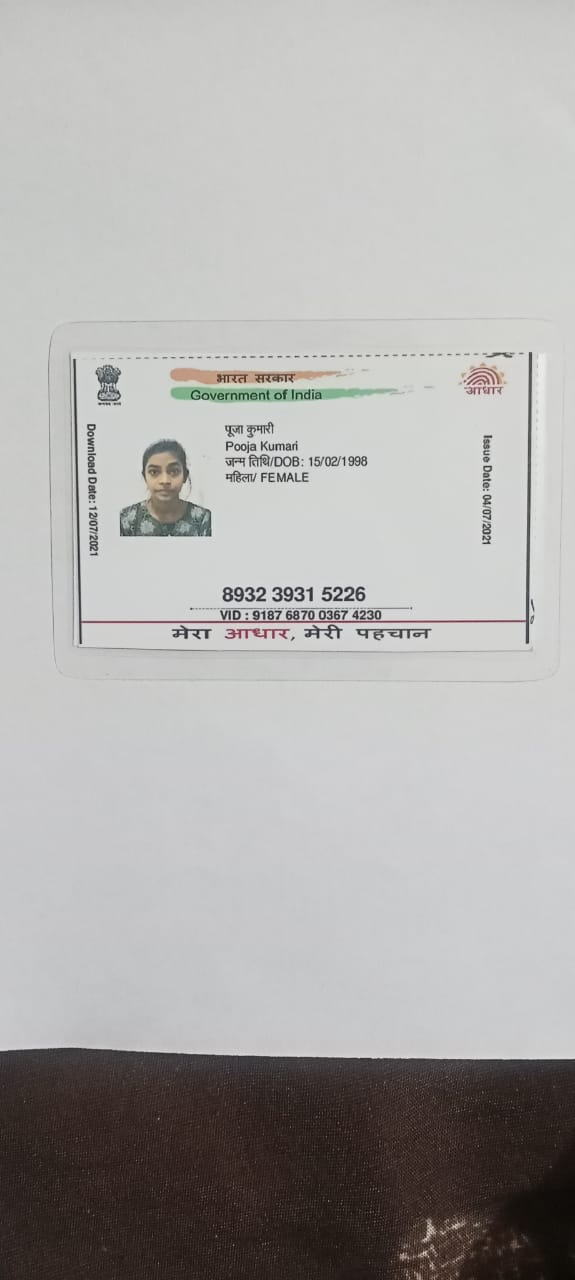 भारत सरकार
Government of India
आधार
Download Date: 12/07/2021
Issue Date: 04/07/2021
पूजा कुमारी
Pooja Kumari
जन्म तिथि/DOB: 15/02/1998
महिला/ FEMALE
8932 3931 5226
VID : 9187 6870 0367 4230
मेरा आधार, मेरी पहचान